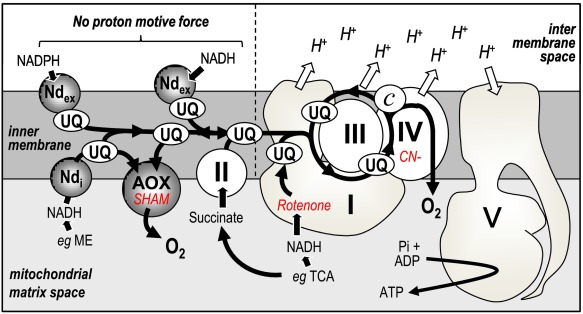 No proton motive force
NADPH
NADH
Nd ex
Nd ex
UQ
UQ
UQ
UQ
UQ
UQ
UQ
UQ
inner
membrane
Nd i
AOX
SHAM
NADH
eg ME
O2
II
Succinate
H+
H+
H+
H+
H+
H+
H+
inter
membrane
space
c
III
IV
CN-
I
Rotenone
NADH
eg TCA
O2
V
Pi +
ADP
ATP
mitochondrial
matrix space